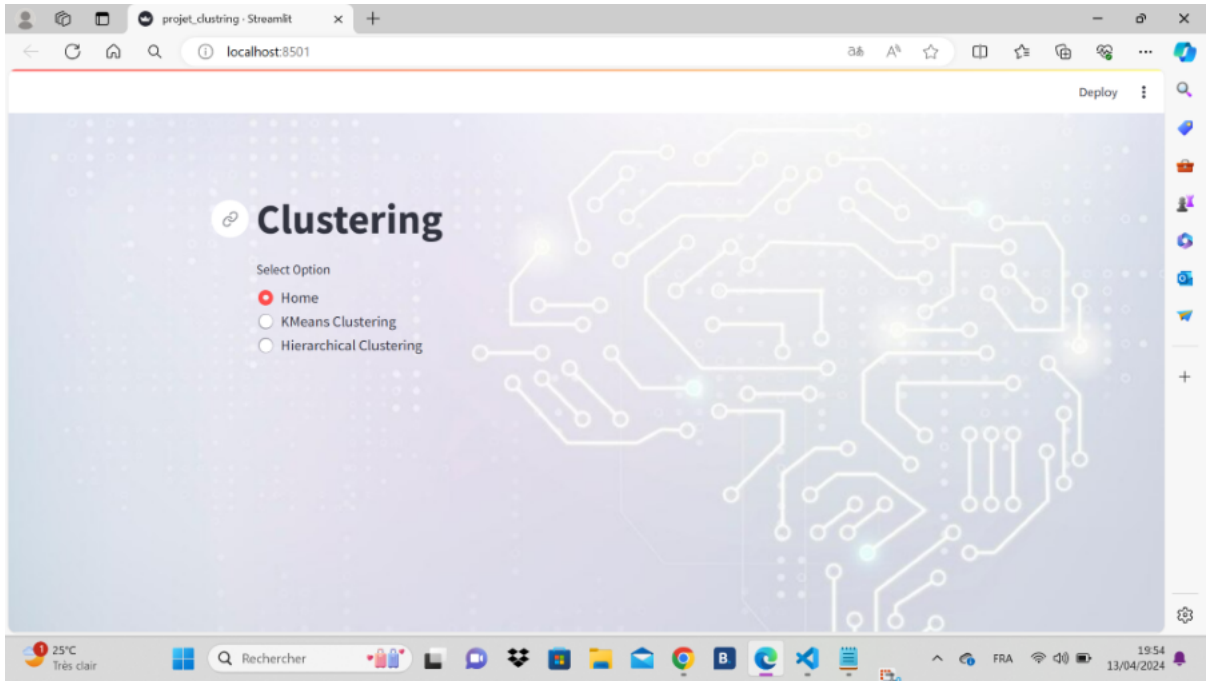 projet_clustring · Streamlit
localhost:8501
Deploy
Clustering
Select Option
Home
KMeans Clustering
Hierarchical Clustering
1
25°C
Très clair
Rechercher
B.
FRA
19:54
13/04/2024